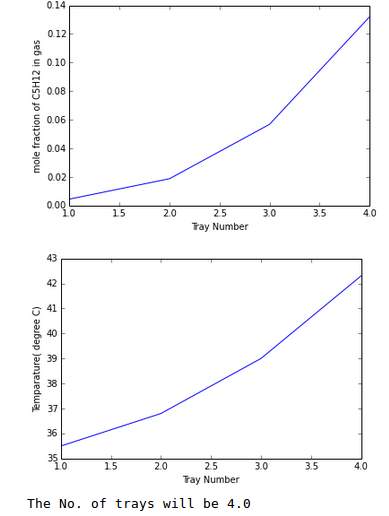 0.14
0.12
0.10
0.08
0.06
0.04
0.02
0.00
mole fraction of C5H12 in gas
1.0 1.5 2.0 2.5 3.0 3.5 4.0
Tray Number
43
42
41
40
39
38
37
36
35
Temparature( degree C)
1.0 1.5 2.0 2.5 3.0 3.5 4.0
Tray Number
The No. of trays will be 4.0